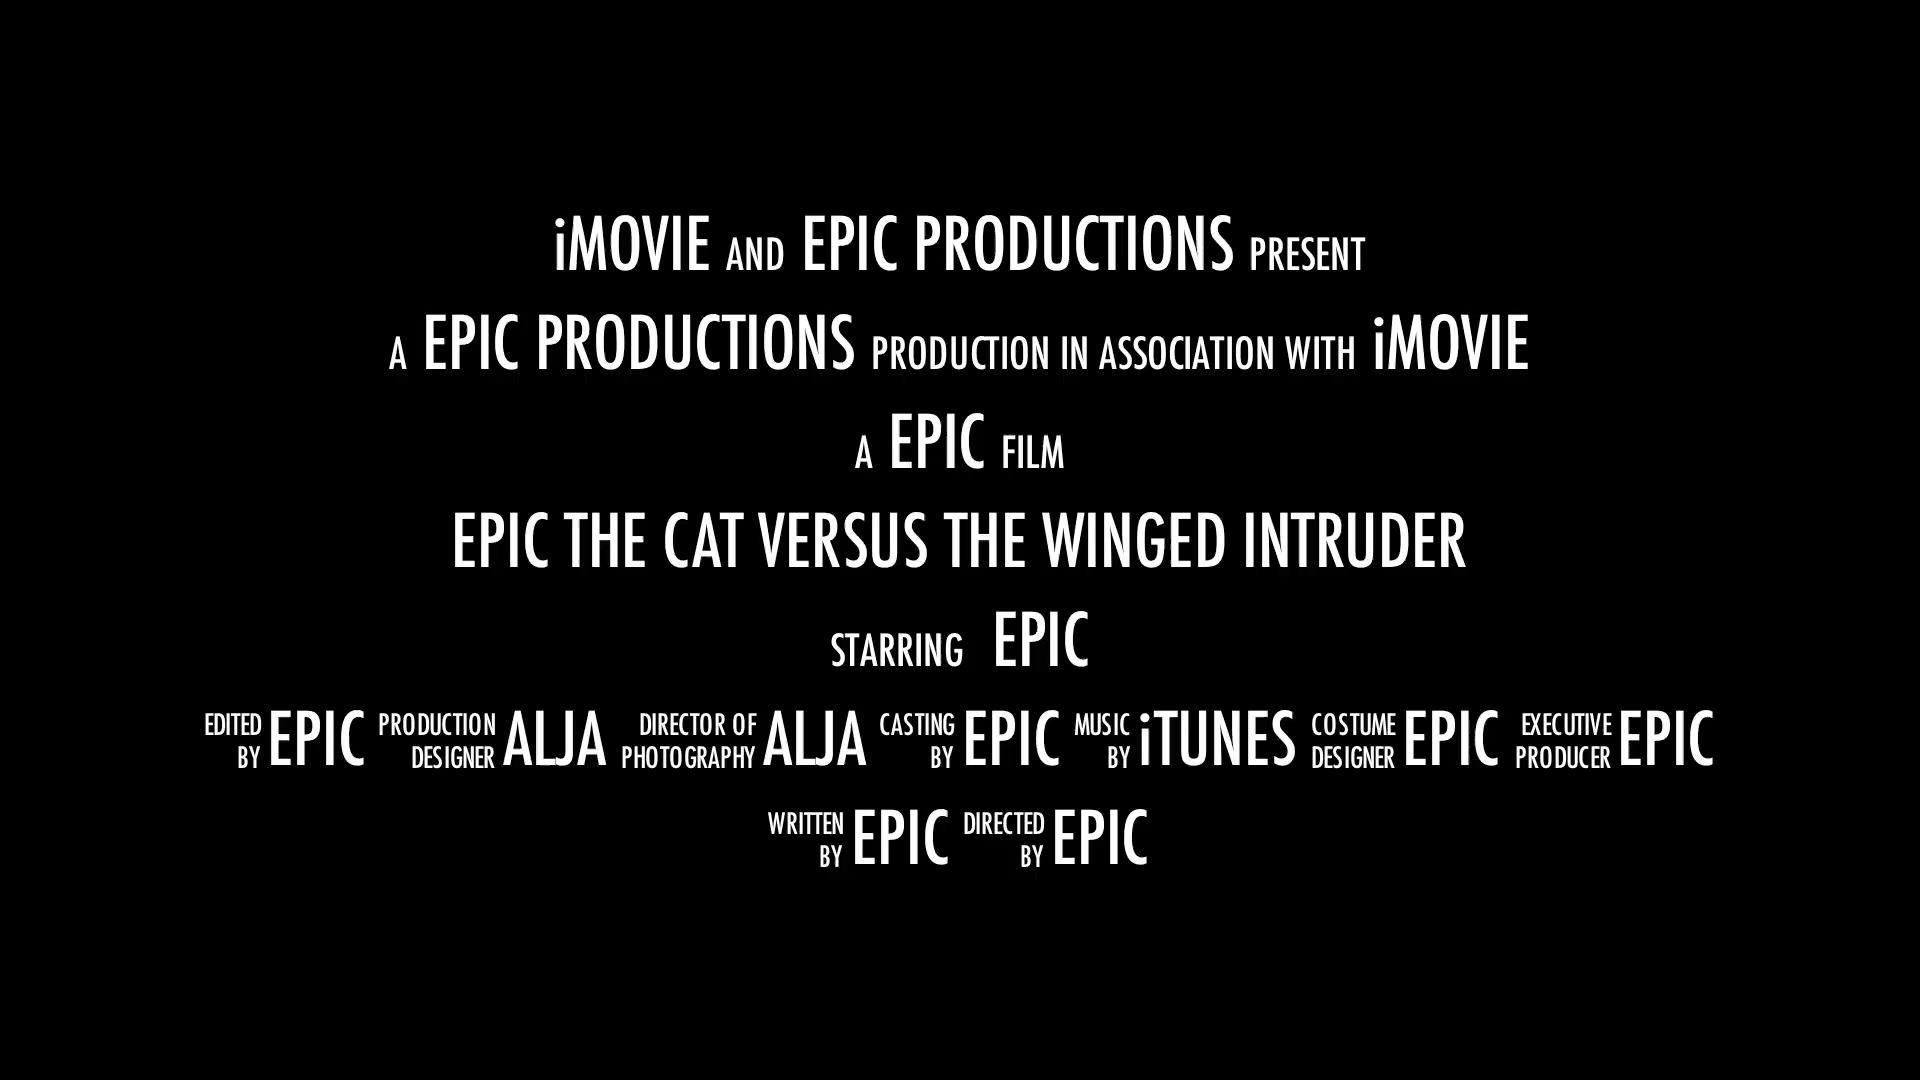 iMOVIE AND EPIC PRODUCTIONS PRESENT
A EPIC PRODUCTIONS PRODUCTION IN ASSOCIATION WITH iMOVIE
A EPIC FILM
EPIC THE CAT VERSUS THE WINGED INTRUDER
STARRING EPIC
EDITED BY EPIC PRODUCTION DESIGNER ALJA DIRECTOR OF PHOTOGRAPHY ALJA CASTING BY EPIC MUSIC BY iTUNES COSTUME DESIGNER EPIC EXECUTIVE PRODUCER EPIC
WRITTEN BY EPIC DIRECTED BY EPIC